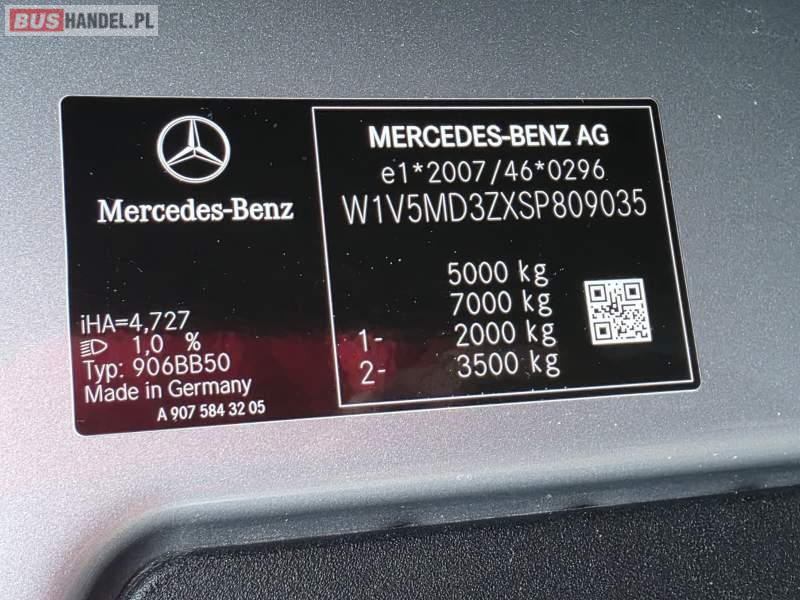 BUSHANDEL.PL
Mercedes-Benz
iHA=4,727
1,0 %
Typ: 906BB50
Made in Germany
A 907 584 32 05
MERCEDES-BENZ AG
e1*2007/46*0296
W1V5MD3ZXSP809035
5000 kg
7000 kg
1- 2000 kg
2- 3500 kg